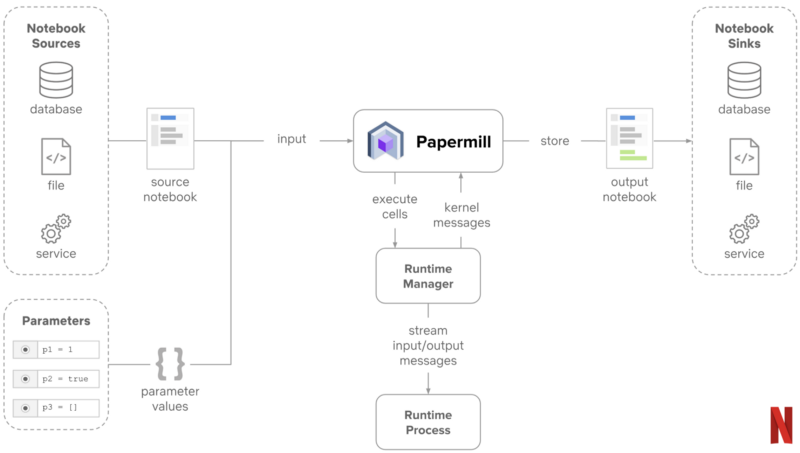 Notebook
Sources
database
</>
file
service
source
notebook
Parameters
p1 = 1
p2 = true
p3 = []
{ }
parameter
values
input
Papermill
execute
cells
kernel
messages
Runtime
Manager
stream
input/output
messages
Runtime
Process
store
output
notebook
Notebook
Sinks
database
</>
file
service
N